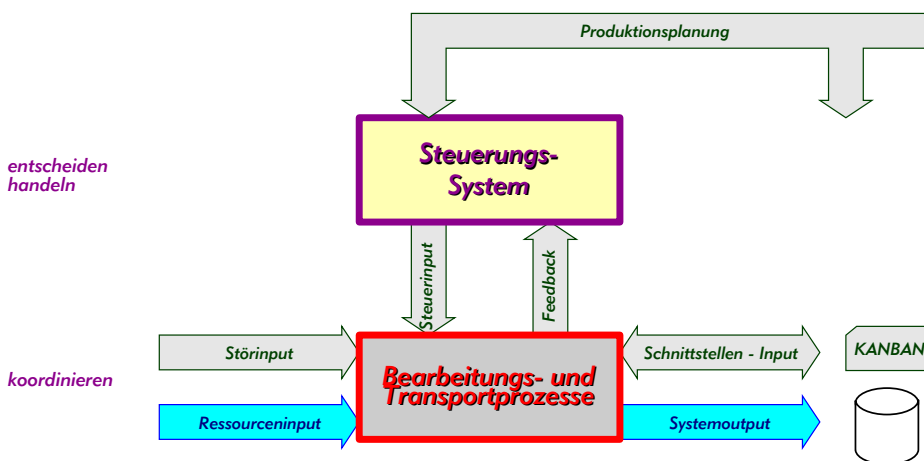 Produktionsplanung
entscheiden
handeln
Steuerungs-
System
Steuerinput
Feedback
Störinput
Schnittstellen - Input
KANBAN
koordinieren
Bearbeitungs- und
Transportprozesse
Ressourceninput
Systemoutput